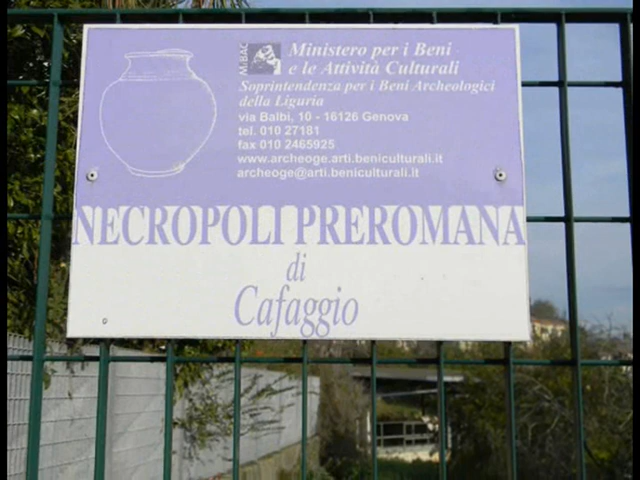 MiBAC
Ministero per i Beni
e le Attività Culturali
Soprintendenza per i Beni Archeologici
della Liguria
via Balbi, 10 - 16126 Genova
tel. 010 27181
fax 010 2465925
www.archeoge.arti.beniculturali.it
archeoge@arti.beniculturali.it
NECROPOLI PREROMANA
di
Cafaggio